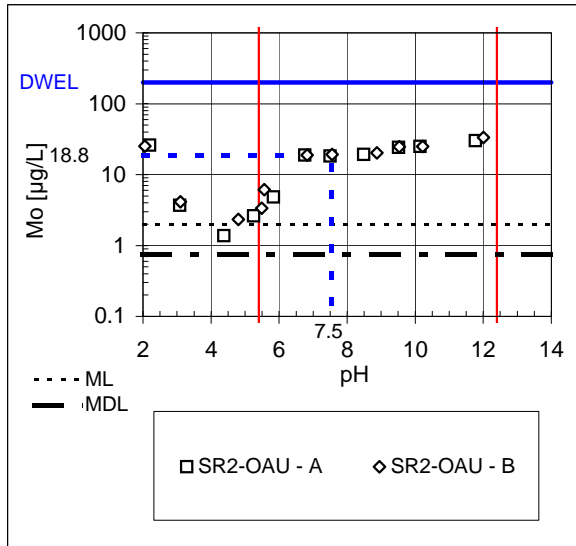 1000
DWEL
100
Mo [µg/L]
18.8
10
1
0.1
7.5
2 4 6 8 10 12 14
pH
ML
MDL
SR2-OAU - A SR2-OAU - B